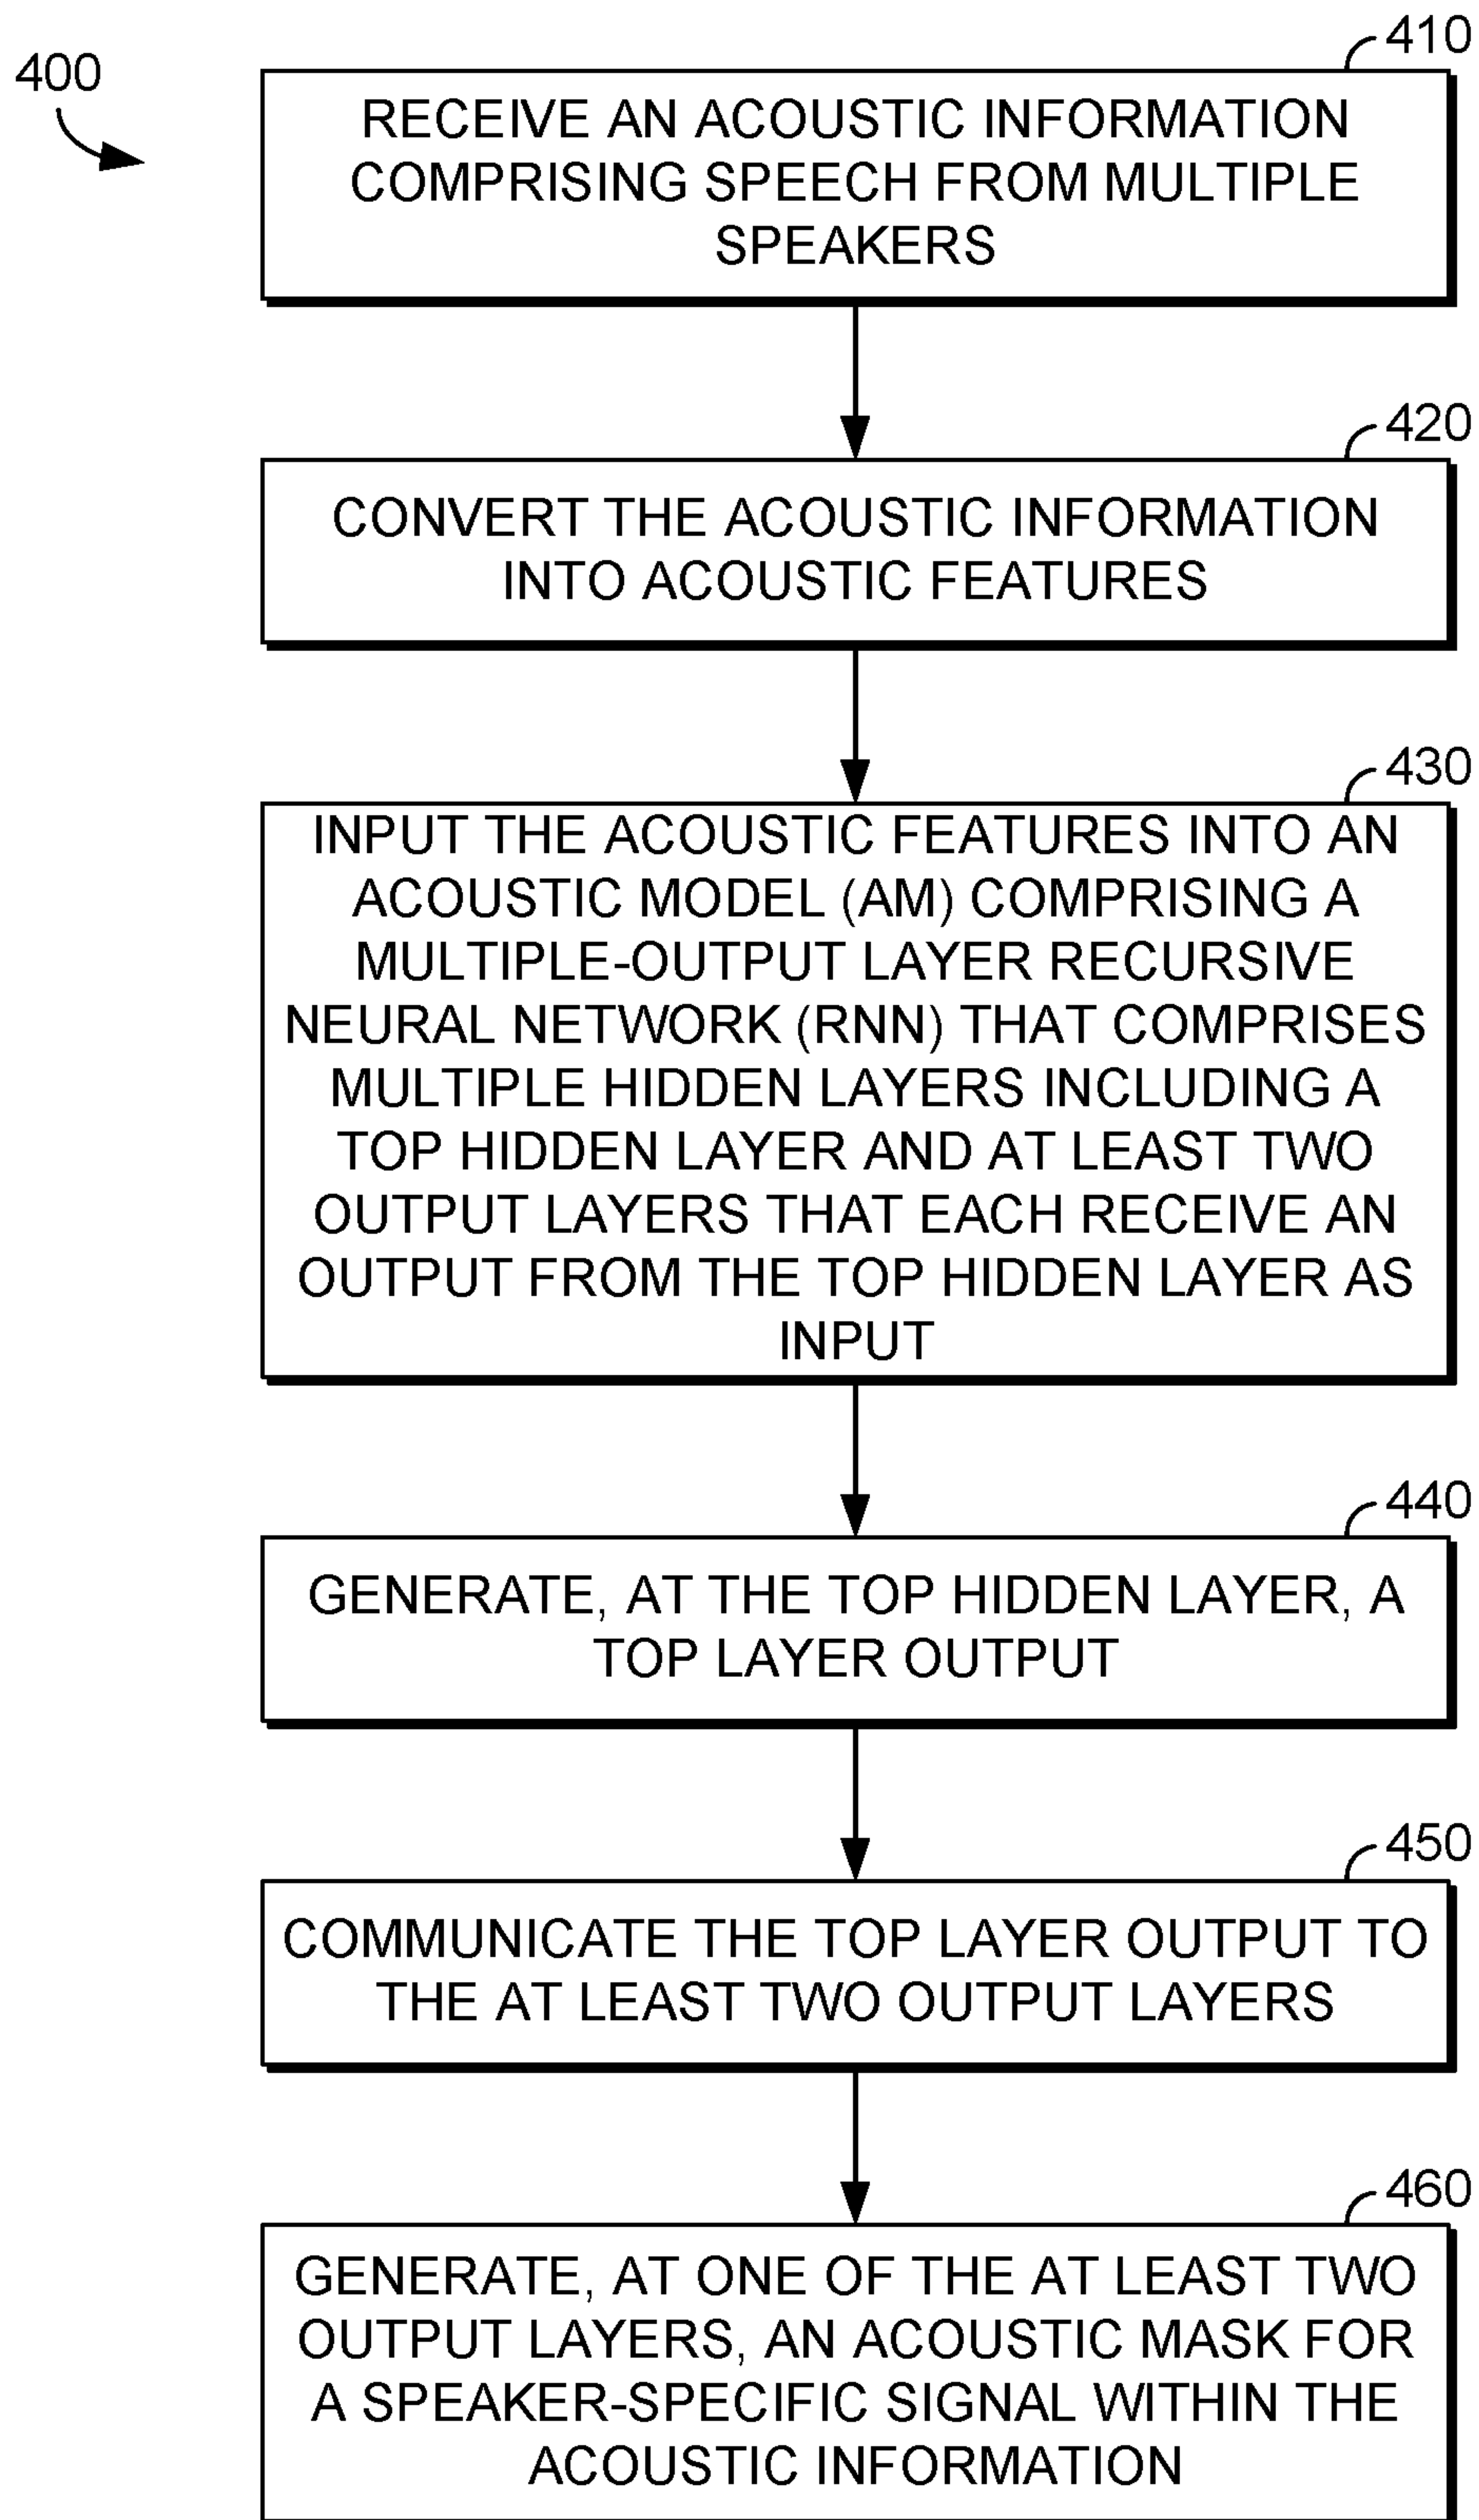 400
410
RECEIVE AN ACOUSTIC INFORMATION
COMPRISING SPEECH FROM MULTIPLE
SPEAKERS
420
CONVERT THE ACOUSTIC INFORMATION
INTO ACOUSTIC FEATURES
430
INPUT THE ACOUSTIC FEATURES INTO AN
ACOUSTIC MODEL (AM) COMPRISING A
MULTIPLE-OUTPUT LAYER RECURSIVE
NEURAL NETWORK (RNN) THAT COMPRISES
MULTIPLE HIDDEN LAYERS INCLUDING A
TOP HIDDEN LAYER AND AT LEAST TWO
OUTPUT LAYERS THAT EACH RECEIVE AN
OUTPUT FROM THE TOP HIDDEN LAYER AS
INPUT
440
GENERATE, AT THE TOP HIDDEN LAYER, A
TOP LAYER OUTPUT
450
COMMUNICATE THE TOP LAYER OUTPUT TO
THE AT LEAST TWO OUTPUT LAYERS
460
GENERATE, AT ONE OF THE AT LEAST TWO
OUTPUT LAYERS, AN ACOUSTIC MASK FOR
A SPEAKER-SPECIFIC SIGNAL WITHIN THE
ACOUSTIC INFORMATION